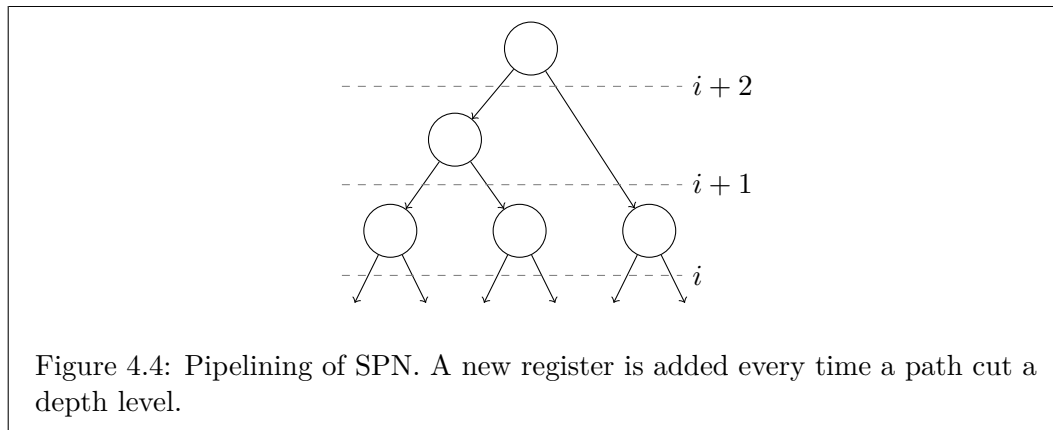 i + 2
i + 1
i
Figure 4.4: Pipelining of SPN. A new register is added every time a path cut a
depth level.